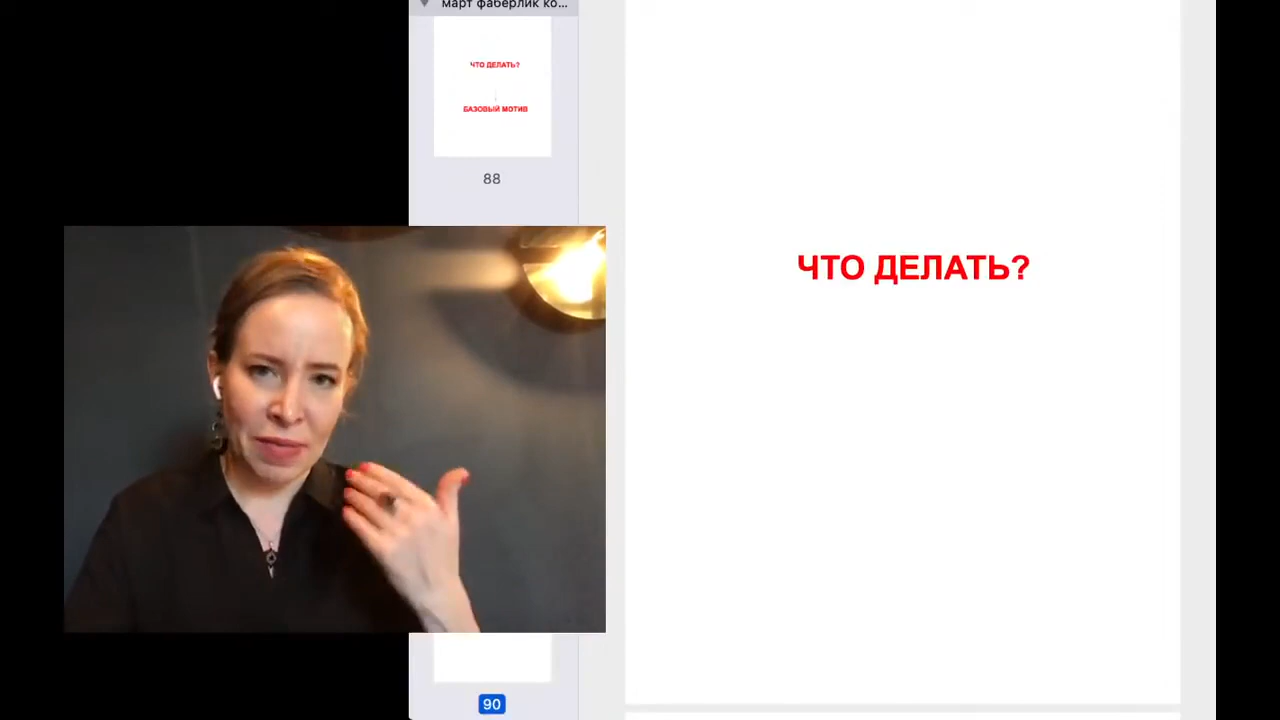 март фаберлик ко...
ЧТО ДЕЛАТЬ?
БАЗОВЫЙ МОТИВ
88
ЧТО ДЕЛАТЬ?
90